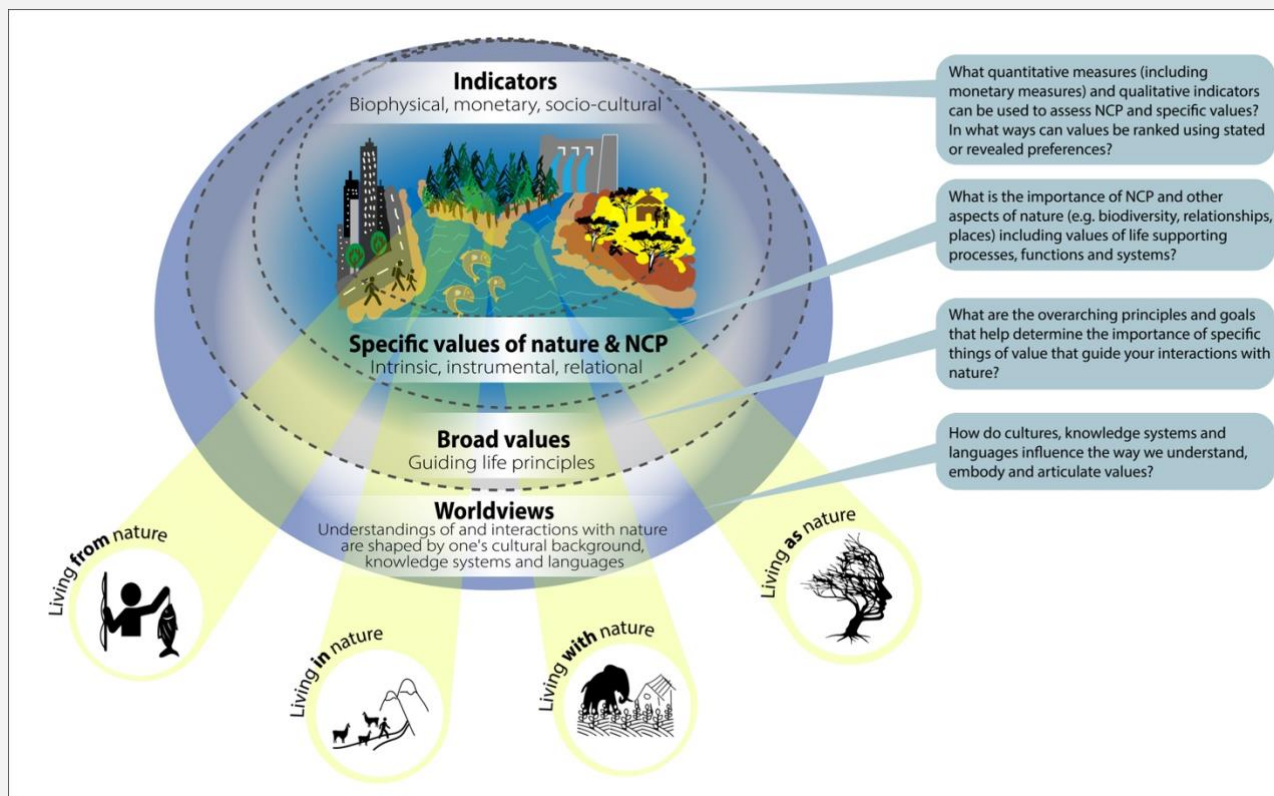 Indicators
Biophysical, monetary, socio-cultural
Specific values of nature & NCP
Intrinsic, instrumental, relational
Broad values
Guiding life principles
Worldviews
Understandings of and interactions with nature
are shaped by one's cultural background,
knowledge systems and languages
What quantitative measures (including
monetary measures) and qualitative indicators
can be used to assess NCP and specific values?
In what ways can values be ranked using stated
or revealed preferences?
What is the importance of NCP and other
aspects of nature (e.g. biodiversity, relationships,
places) including values of life supporting
processes, functions and systems?
What are the overarching principles and goals
that help determine the importance of specific
things of value that guide your interactions with
nature?
How do cultures, knowledge systems and
languages influence the way we understand,
embody and articulate values?
Living from nature
Living in nature
Living with nature
Living as nature